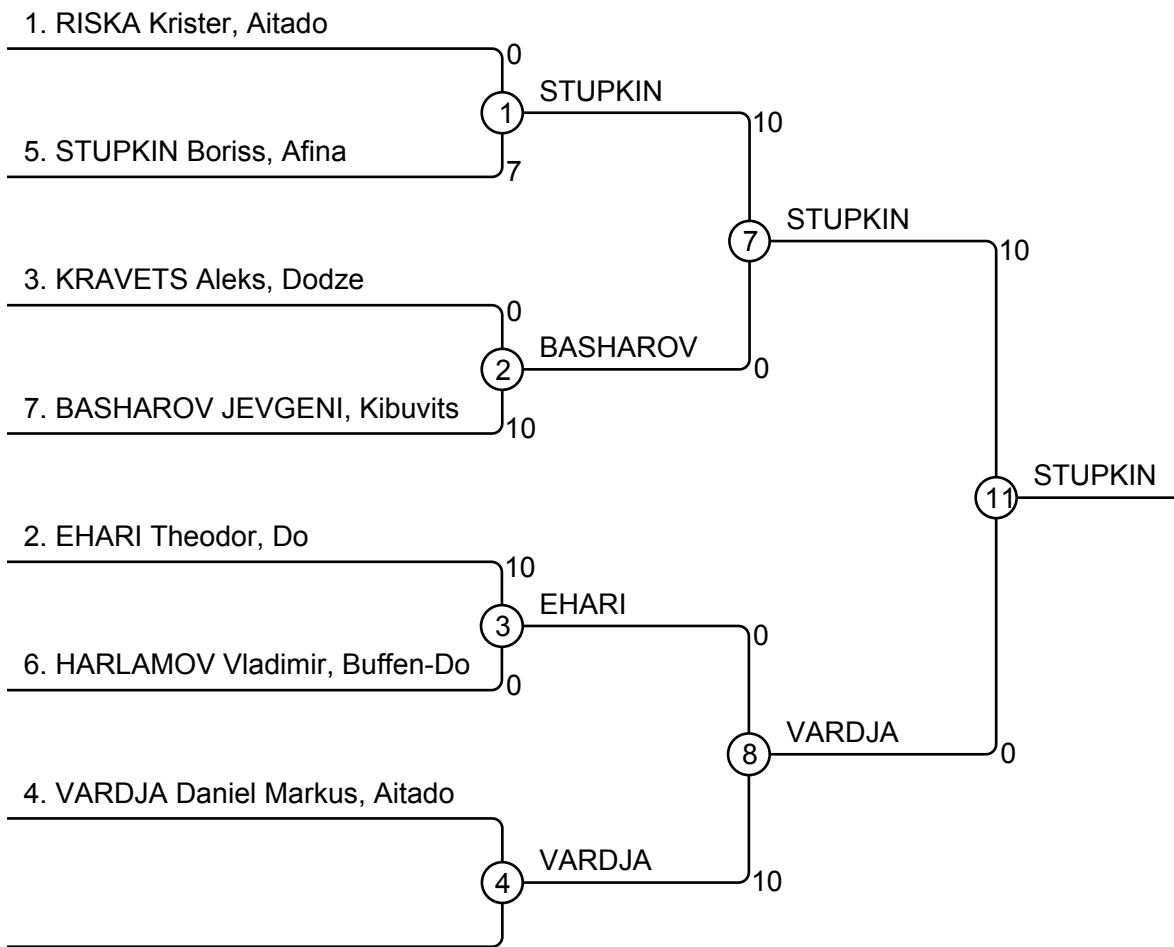 1. RISKA Krister, Aitado
0
STUPKIN
1
10
5. STUPKIN Boriss, Afina
7
STUPKIN
7
10
3. KRAVETS Aleks, Dodze
0
BASHAROV
2
0
7. BASHAROV JEVGENI, Kibuvits
10
STUPKIN
11
2. EHARI Theodor, Do
10
EHARI
3
0
6. HARLAMOV Vladimir, Buffen-Do
0
VARDJA
8
0
4. VARDJA Daniel Markus, Aitado
VARDJA
4
10